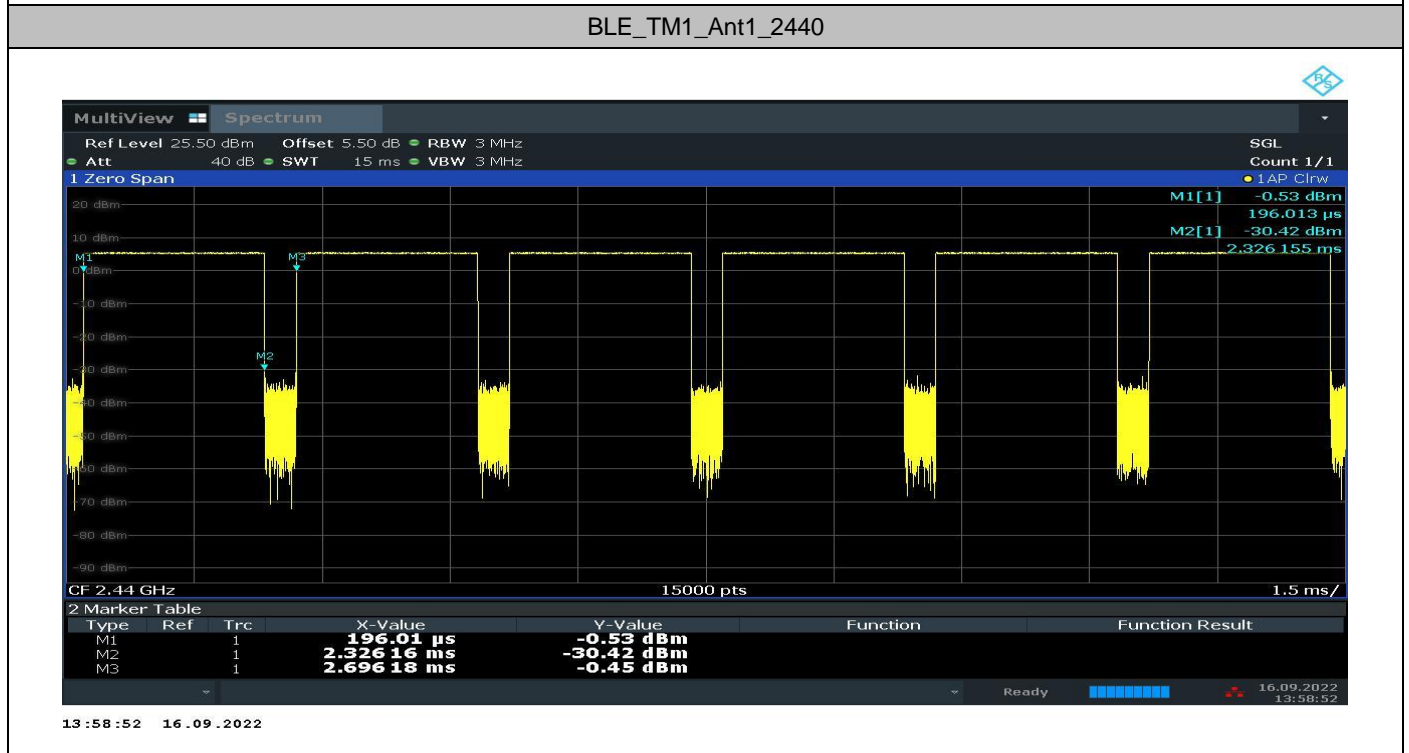 BLE_TM1_Ant1_2440
R S
MultiView Spectrum
Ref Level 25.50 dBm Offset 5.50 dB RBW 3 MHz SGL
Att 40 dB SWT 15 ms VBW 3 MHz Count 1/1
1 Zero Span 1AP Clrw
M1[1] -0.53 dBm
20 dBm
196.013 µs
M2[1] -30.42 dBm
10 dBm
2.326 155 ms
M1 M3
0 dBm
-10 dBm
-20 dBm
M2
-30 dBm
-40 dBm
-50 dBm
-60 dBm
-70 dBm
-80 dBm
-90 dBm
CF 2.44 GHz 15000 pts 1.5 ms/
2 Marker Table
Type Ref Trc X-Value Y-Value Function Function Result
M1 1 196.01 µs -0.53 dBm
M2 1 2.326 16 ms -30.42 dBm
M3 1 2.696 18 ms -0.45 dBm
Ready 16.09.2022
13:58:52
13:58:52 16.09.2022